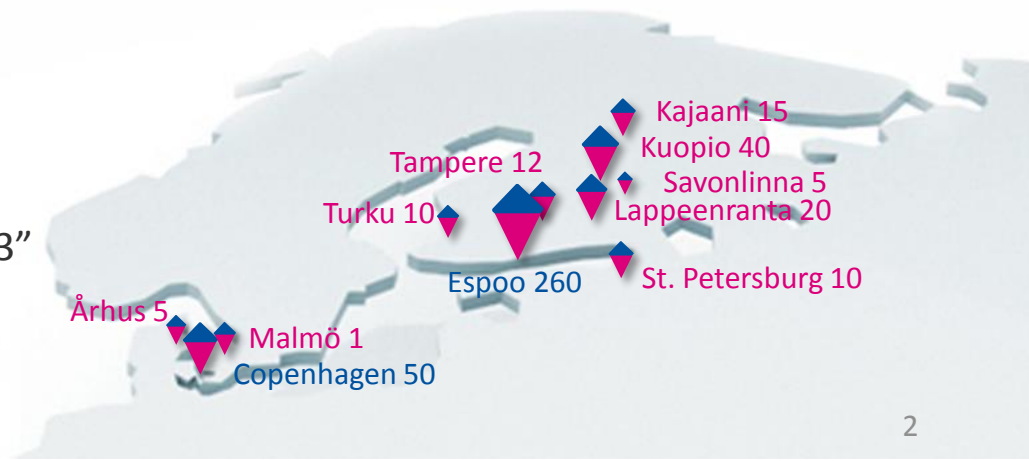 Kajaani 15
Kuopio 40
Tampere 12
Savonlinna 5
Turku 10
Lappeenranta 20
3”
Espoo 260
St. Petersburg 10
Århus 5
Malmö 1
Copenhagen 50
2